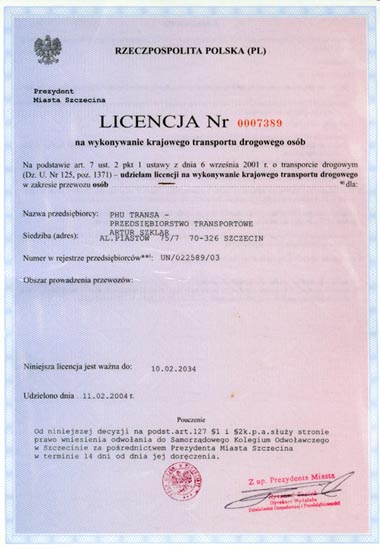 RZECZPOSPOLITA POLSKA (PL)
Prezydent
Miasta Szczecina
LICENCJA Nr 0007389
na wykonywanie krajowego transportu drogowego osób
Na podstawie art. 7 ust. 2 pkt 1 ustawy z dnia 6 września 2001 r. o transporcie drogowym
(Dz. U. Nr 125, poz. 1371) – udzielam licencji na wykonywanie krajowego transportu drogowego
w zakresie przewozu osób *) dla:
Nazwa przedsiębiorcy: PHU TRANSA -
PRZEDSIĘBIORSTWO TRANSPORTOWE
ARTUR SZKLAR
Siedziba (adres): AL.PIASTÓW 75/7 70-326 SZCZECIN
Numer w rejestrze przedsiębiorców**): UN/022589/03
Obszar prowadzenia przewozów:
Niniejsza licencja jest ważna do: 10.02.2034
Udzielono dnia 11.02.2004r.
Pouczenie
Od niniejszej decyzji na podst.art.127 §1 i §2k.p.a.służy stronie
prawo wniesienia odwołania do Samorządowego Kolegium Odwoławczego
w Szczecinie za pośrednictwem Prezydenta Miasta Szczecina
w terminie 14 dni od dnia jej doręczenia.
Z up. Prezydenta Miasta
Dyrektor Wydziału